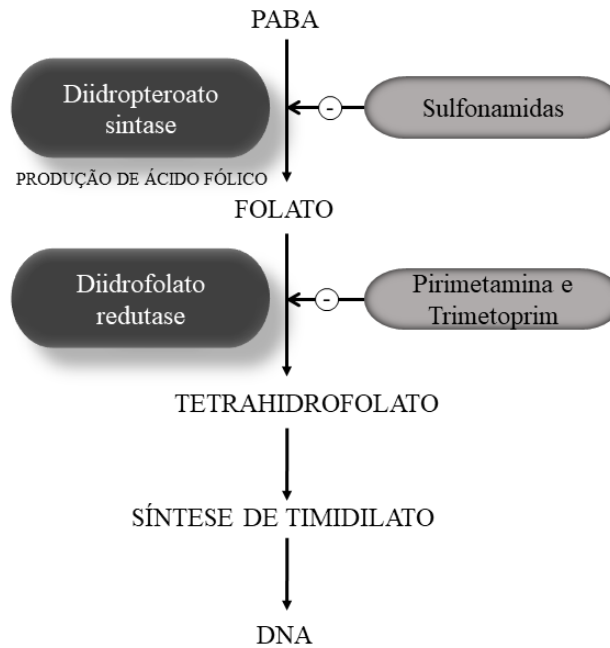 PABA
Diidropteroato
sintase
-
Sulfonamidas
PRODUÇÃO DE ÁCIDO FÓLICO
FOLATO
Diidrofolato
redutase
-
Pirimetamina e
Trimetoprim
TETRAHIDROFOLATO
SÍNTESE DE TIMIDILATO
DNA